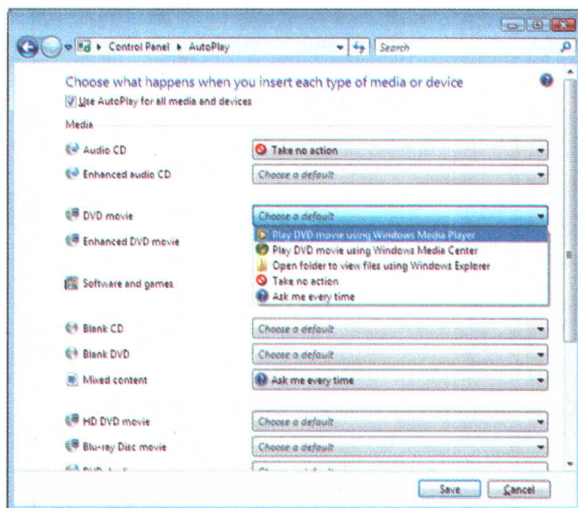 Control Panel ▸ AutoPlay
Search
Choose what happens when you insert each type of media or device
Use AutoPlay for all media and devices
Media
Audio CD Take no action
Enhanced audio CD Choose a default
DVD movie Choose a default
Play DVD movie using Windows Media Player
Enhanced DVD movie
Play DVD movie using Windows Media Center
Open folder to view files using Windows Explorer
Software and games
Take no action
Ask me every time
Blank CD Choose a default
Blank DVD Choose a default
Mixed content Ask me every time
HD DVD movie Choose a default
Blu-ray Disc movie Choose a default
Save Cancel